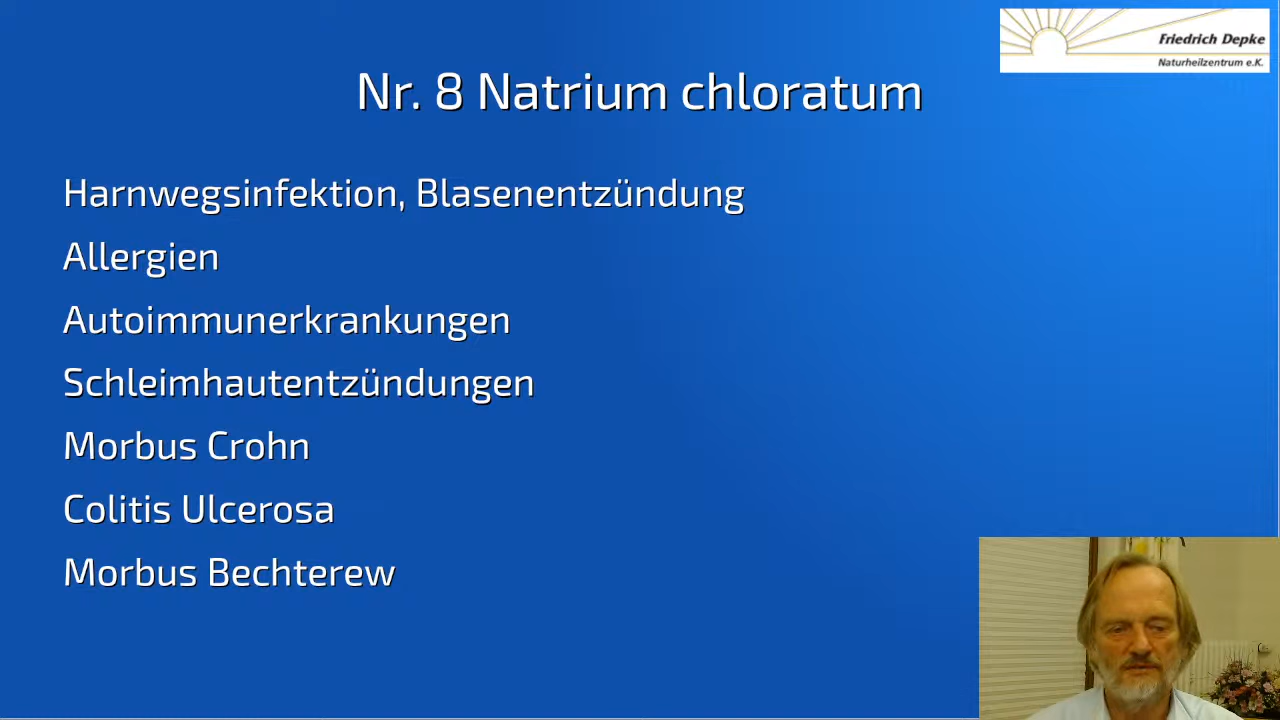 Friedrich Depke
Naturheilzentrum e.K.
Nr. 8 Natrium chloratum
Harnwegsinfektion, Blasenentzündung
Allergien
Autoimmunerkrankungen
Schleimhautentzündungen
Morbus Crohn
Colitis Ulcerosa
Morbus Bechterew